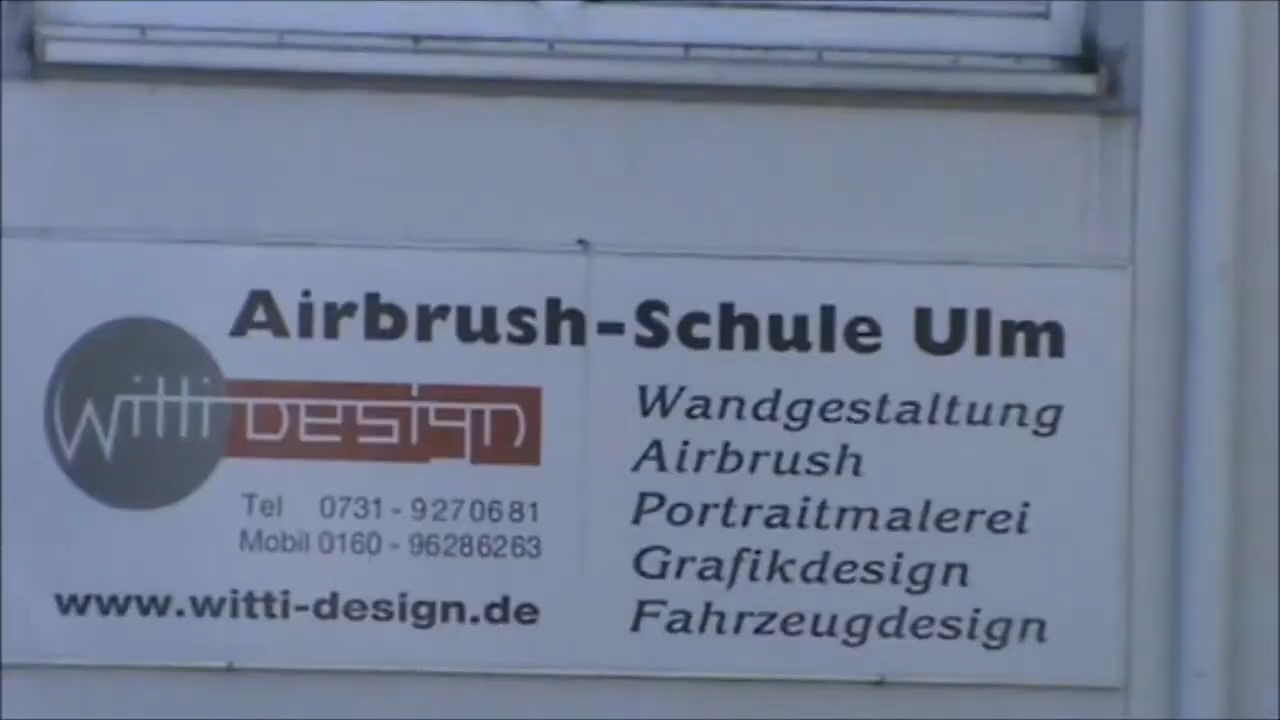 Airbrush-Schule Ulm
witti DESIGN
Tel 0731 - 9270681
Mobil 0160 - 96286263
www.witti-design.de
Wandgestaltung
Airbrush
Portraitmalerei
Grafikdesign
Fahrzeugdesign